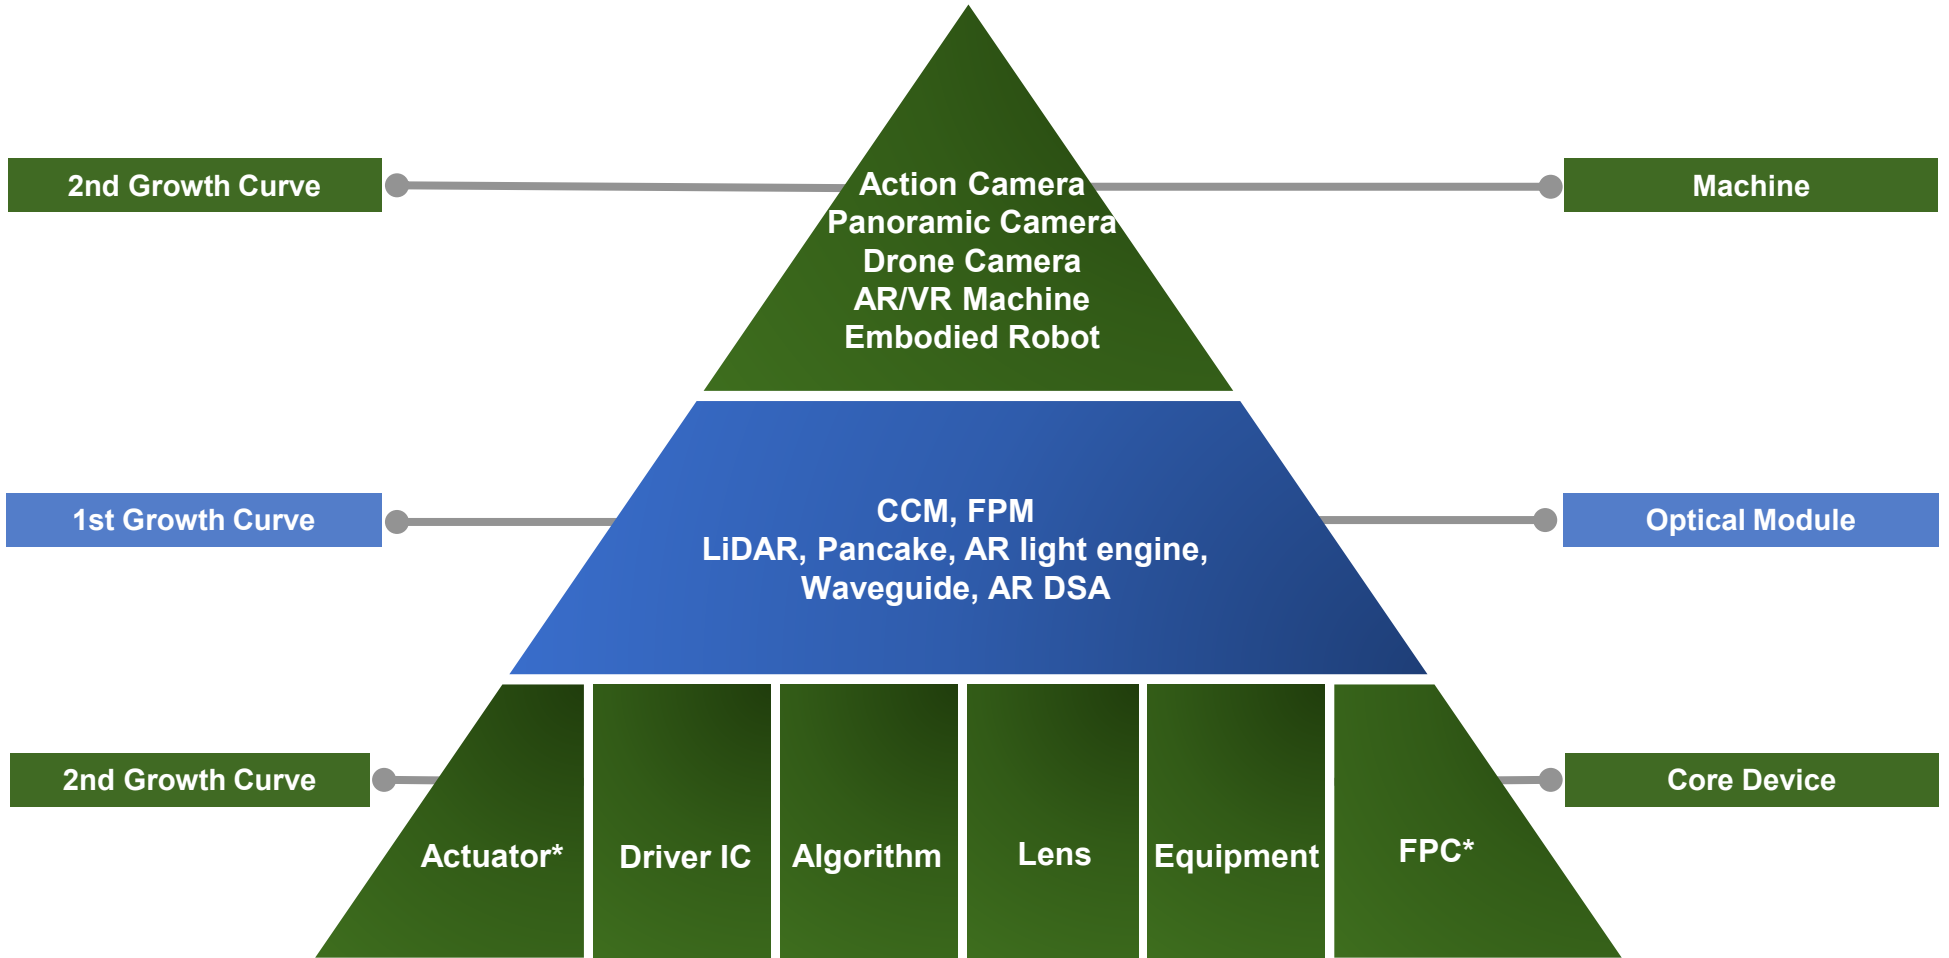 2nd Growth Curve
Action Camera
Panoramic Camera
Drone Camera
AR/VR Machine
Embodied Robot
Machine
1st Growth Curve
CCM, FPM
LiDAR, Pancake, AR light engine,
Waveguide, AR DSA
Optical Module
2nd Growth Curve
Actuator*
Driver IC
Algorithm
Lens
Equipment
FPC*
Core Device